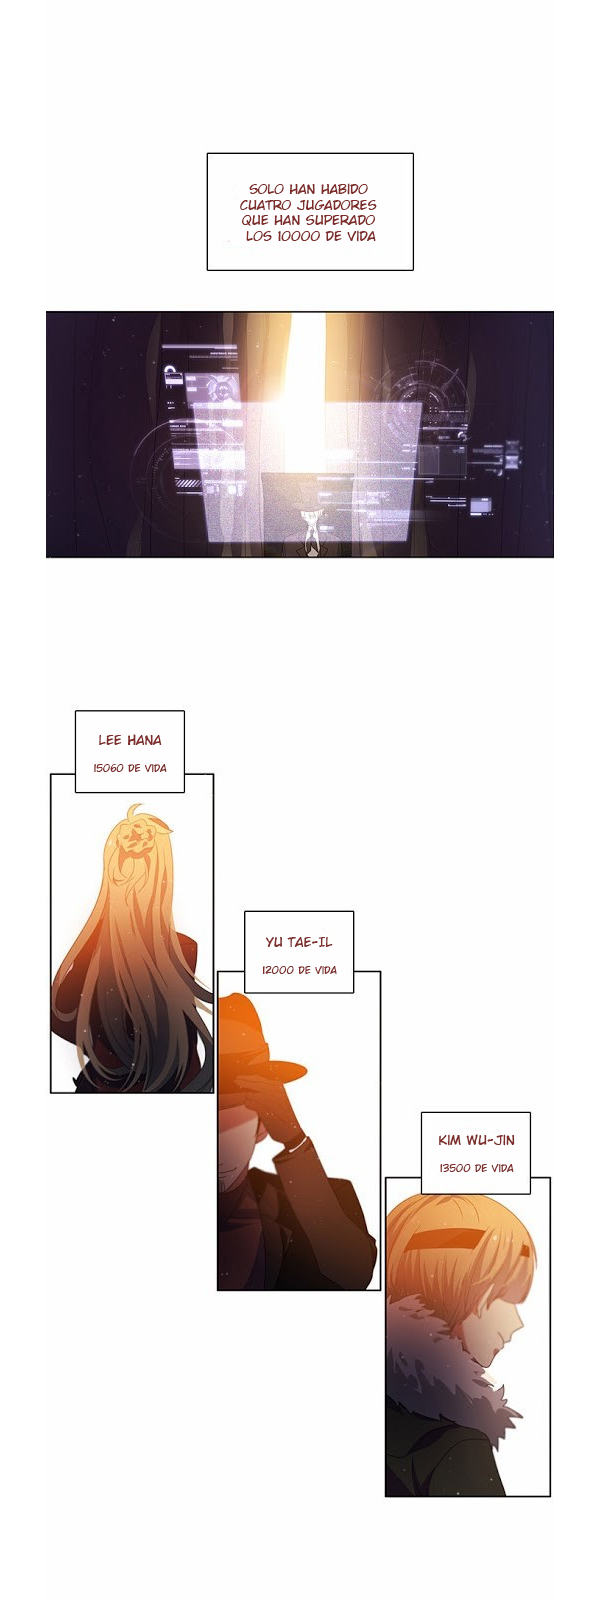 SOLO HAN HABIDO
CUATRO JUGADORES
QUE HAN SUPERADO
LOS 10000 DE VIDA
LEE HANA
15060 DE VIDA
YU TAE-IL
12000 DE VIDA
KIM WU-JIN
13500 DE VIDA